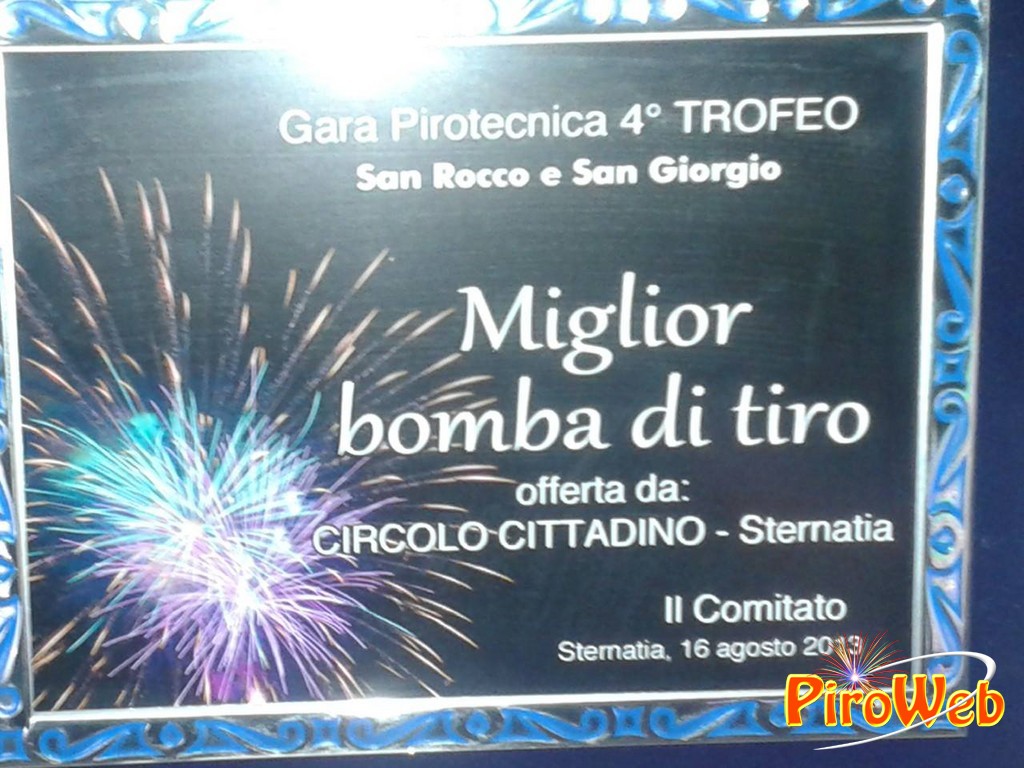 Gara Pirotecnica 4° TROFEO
San Rocco e San Giorgio
Miglior
bomba di tiro
offerta da:
CIRCOLO CITTADINO - Sternatia
Il Comitato
Sternatia, 16 agosto
PiroWeb